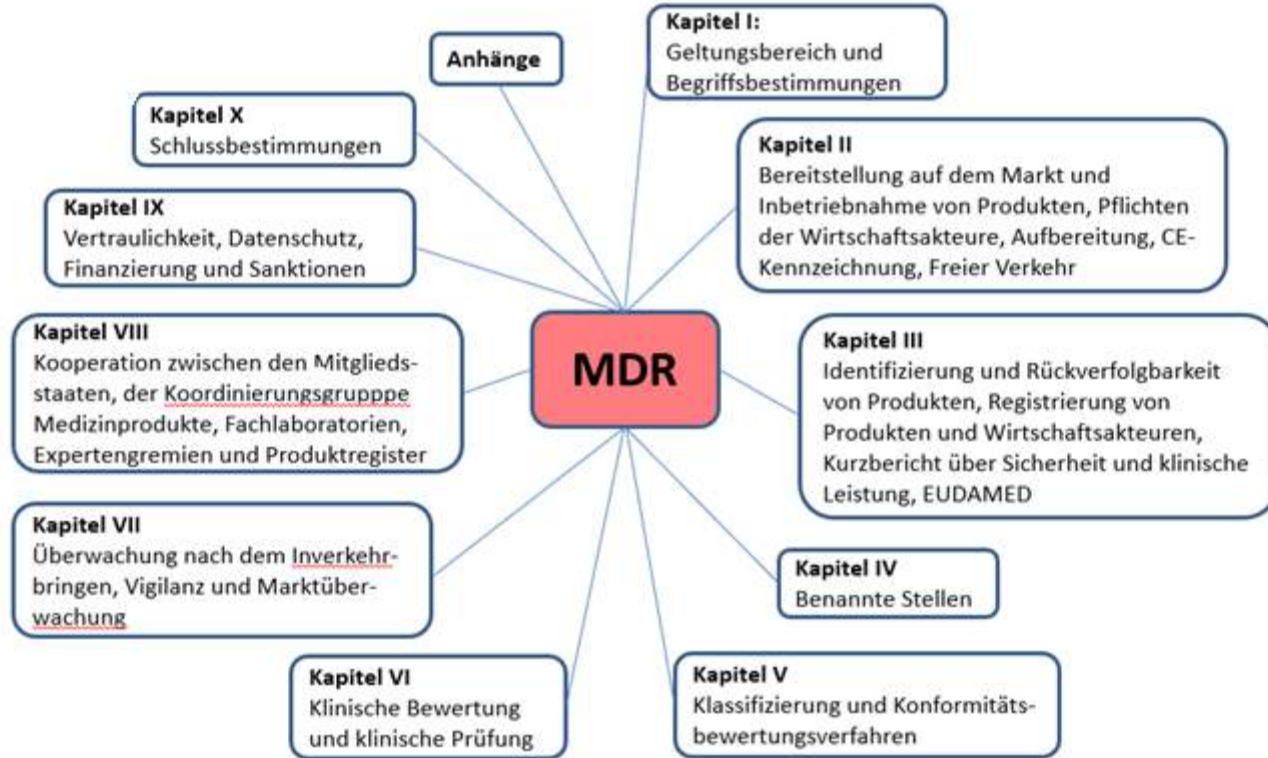 Anhänge
Kapitel I:
Geltungsbereich und
Begriffsbestimmungen
Kapitel X
Schlussbestimmungen
Kapitel II
Bereitstellung auf dem Markt und
Inbetriebnahme von Produkten, Pflichten
der Wirtschaftsakteure, Aufbereitung, CE-
Kennzeichnung, Freier Verkehr
Kapitel IX
Vertraulichkeit, Datenschutz,
Finanzierung und Sanktionen
MDR
Kapitel VIII
Kooperation zwischen den Mitglieds-
staaten, der Koordinierungsgrupppe
Medizinprodukte, Fachlaboratorien,
Expertengremien und Produktregister
Kapitel III
Identifizierung und Rückverfolgbarkeit
von Produkten, Registrierung von
Produkten und Wirtschaftsakteuren,
Kurzbericht über Sicherheit und klinische
Leistung, EUDAMED
Kapitel VII
Überwachung nach dem Inverkehr-
bringen, Vigilanz und Marktüber-
wachung
Kapitel IV
Benannte Stellen
Kapitel VI
Klinische Bewertung
und klinische Prüfung
Kapitel V
Klassifizierung und Konformitäts-
bewertungsverfahren